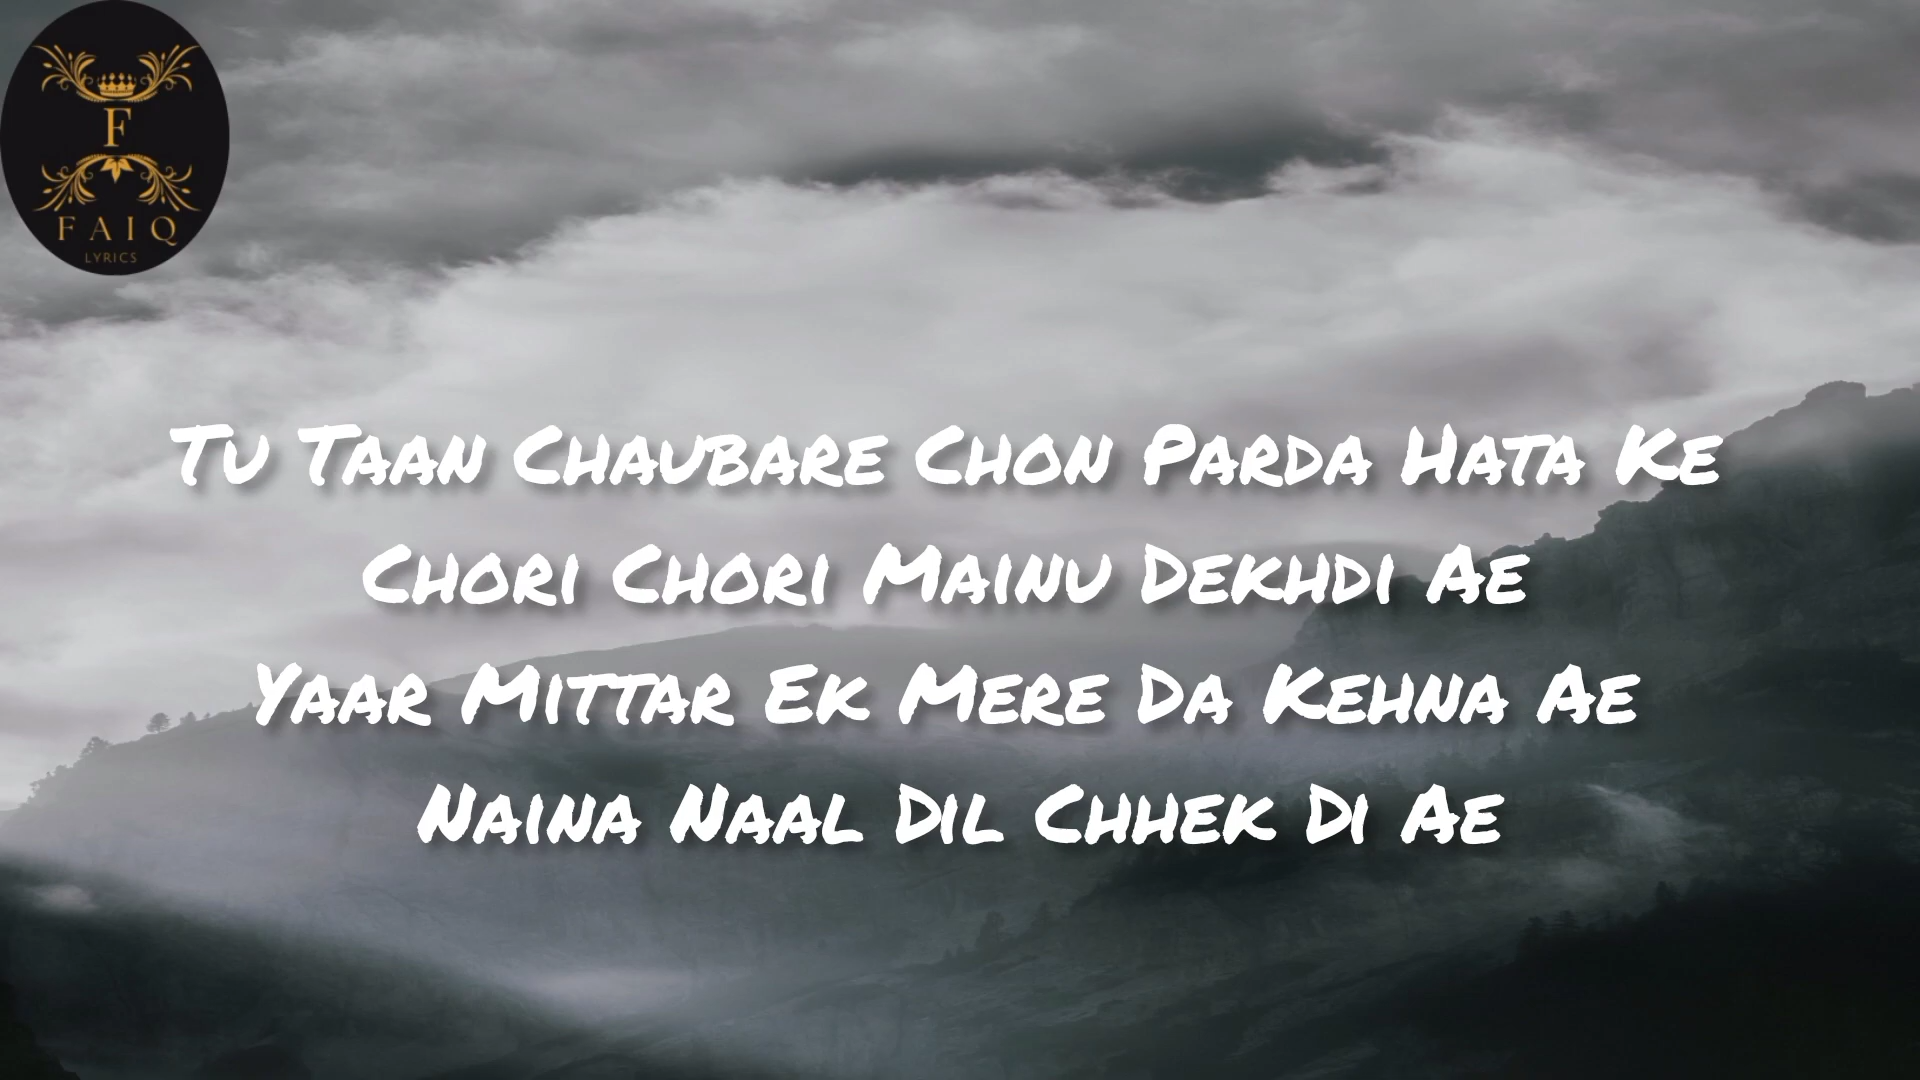 F
FAIQ
LYRICS
Tu Taan Chaubare Chon Parda Hata Ke
Chori Chori Mainu Dekhdi Ae
Yaar Mittar Ek Mere Da Kehna Ae
Naina Naal Dil Chhek Di Ae